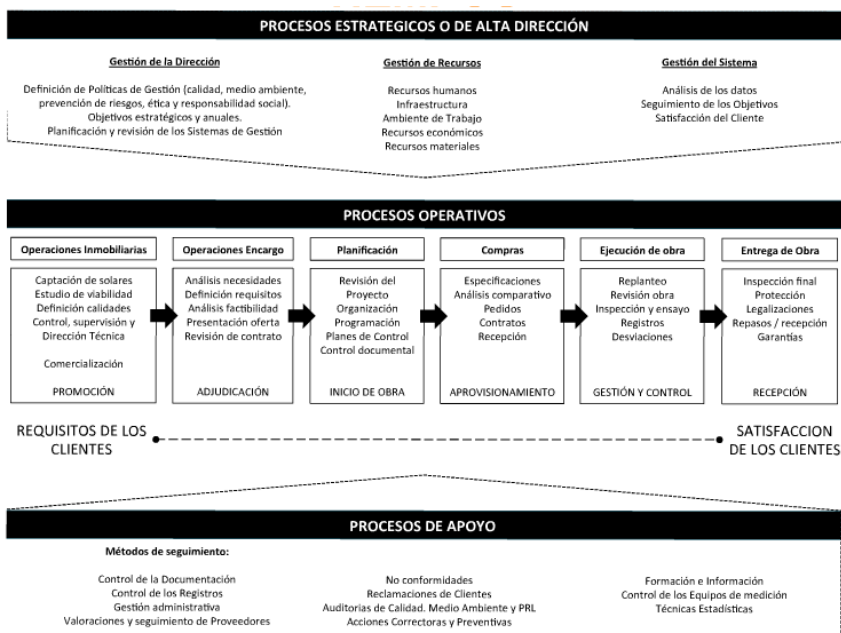 PROCESOS ESTRATEGICOS O DE ALTA DIRECCIÓN
Gestión de la Dirección
Definición de Políticas de Gestión (calidad, medio ambiente,
prevención de riesgos, ética y responsabilidad social).
Objetivos estratégicos y anuales.
Planificación y revisión de los Sistemas de Gestión
Gestión de Recursos
Recursos humanos
Infraestructura
Ambiente de Trabajo
Recursos económicos
Recursos materiales
Gestión del Sistema
Análisis de los datos
Seguimiento de los Objetivos
Satisfacción del Cliente
PROCESOS OPERATIVOS
Operaciones Inmobiliarias
Captación de solares
Estudio de viabilidad
Definición calidades
Control, supervisión y
Dirección Técnica
Comercialización
PROMOCIÓN
Operaciones Encargo
Análisis necesidades
Definición requisitos
Análisis factibilidad
Presentación oferta
Revisión de contrato
ADJUDICACIÓN
Planificación
Revisión del
Proyecto
Organización
Programación
Planes de Control
Control documental
INICIO DE OBRA
Compras
Especificaciones
Análisis comparativo
Pedidos
Contratos
Recepción
APROVISIONAMIENTO
Ejecución de obra
Replanteo
Revisión obra
Inspección y ensayo
Registros
Desviaciones
GESTIÓN Y CONTROL
Entrega de Obra
Inspección final
Protección
Legalizaciones
Repasos / recepción
Garantías
RECEPCIÓN
REQUISITOS DE LOS
CLIENTES
SATISFACCION
DE LOS CLIENTES
PROCESOS DE APOYO
Métodos de seguimiento:
Control de la Documentación
Control de los Registros
Gestión administrativa
Valoraciones y seguimiento de Proveedores
No conformidades
Reclamaciones de Clientes
Auditorias de Calidad. Medio Ambiente y PRL
Acciones Correctoras y Preventivas
Formación e Información
Control de los Equipos de medición
Técnicas Estadísticas